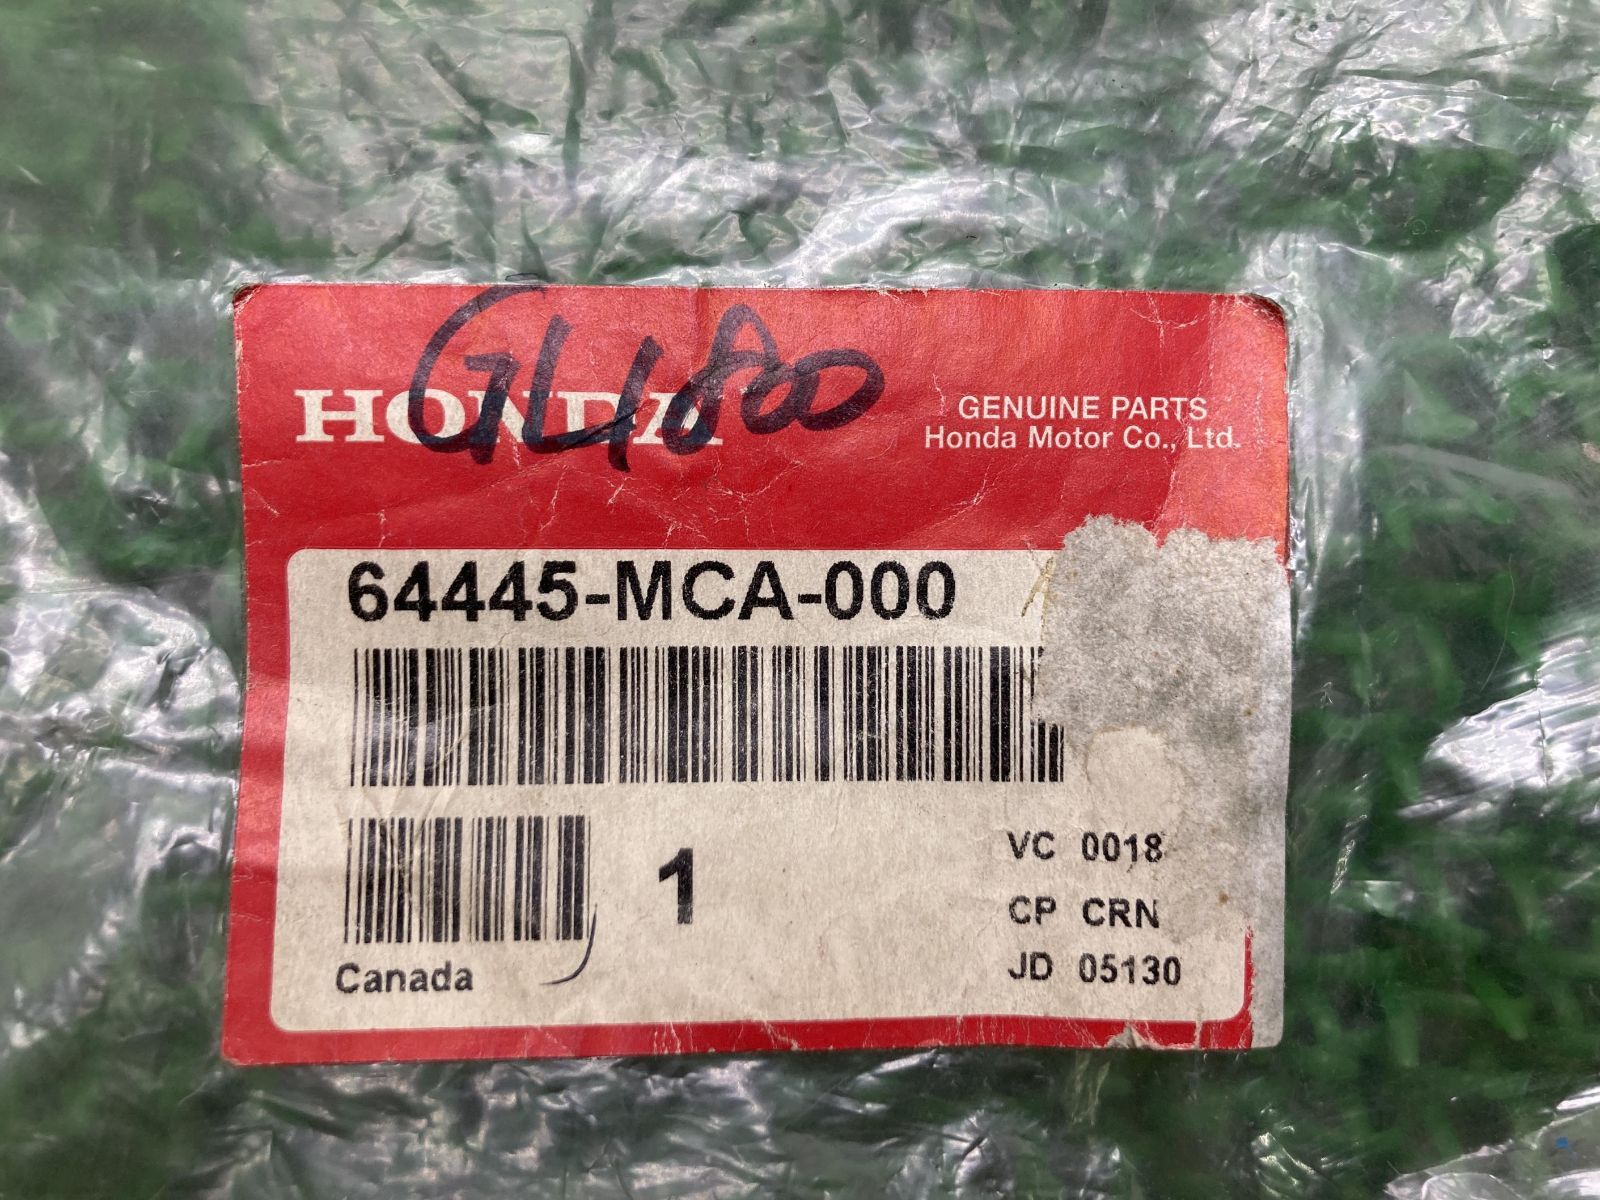 GL1800
HONDA
GENUINE PARTS
Honda Motor Co., Ltd.
64445-MCA-000
1
VC 0018
CP CRN
JD 05130
Canada